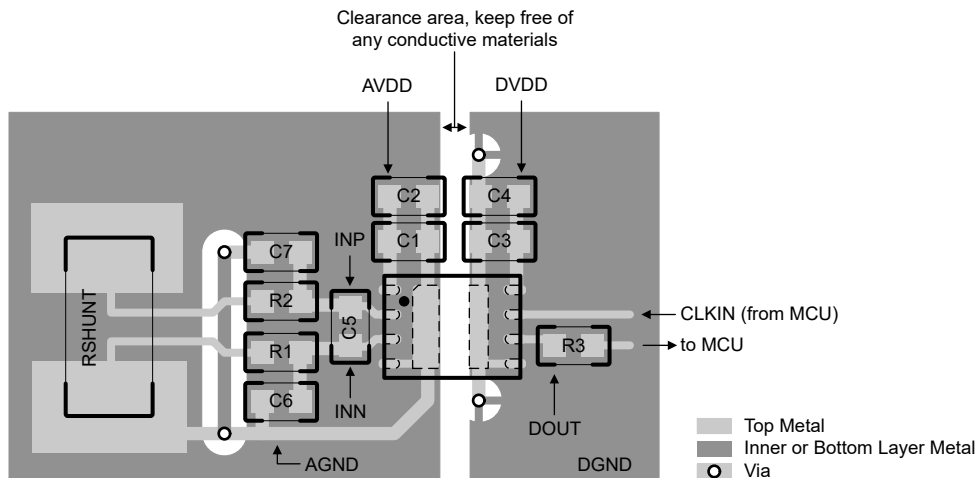 Clearance area, keep free of
any conductive materials
AVDD
DVDD
C2
C4
C1
C3
C7
INP
R2
C5
RSHUNT
CLKIN (from MCU)
R1
R3
to MCU
C6
INN
DOUT
AGND
DGND
Top Metal
Inner or Bottom Layer Metal
Via